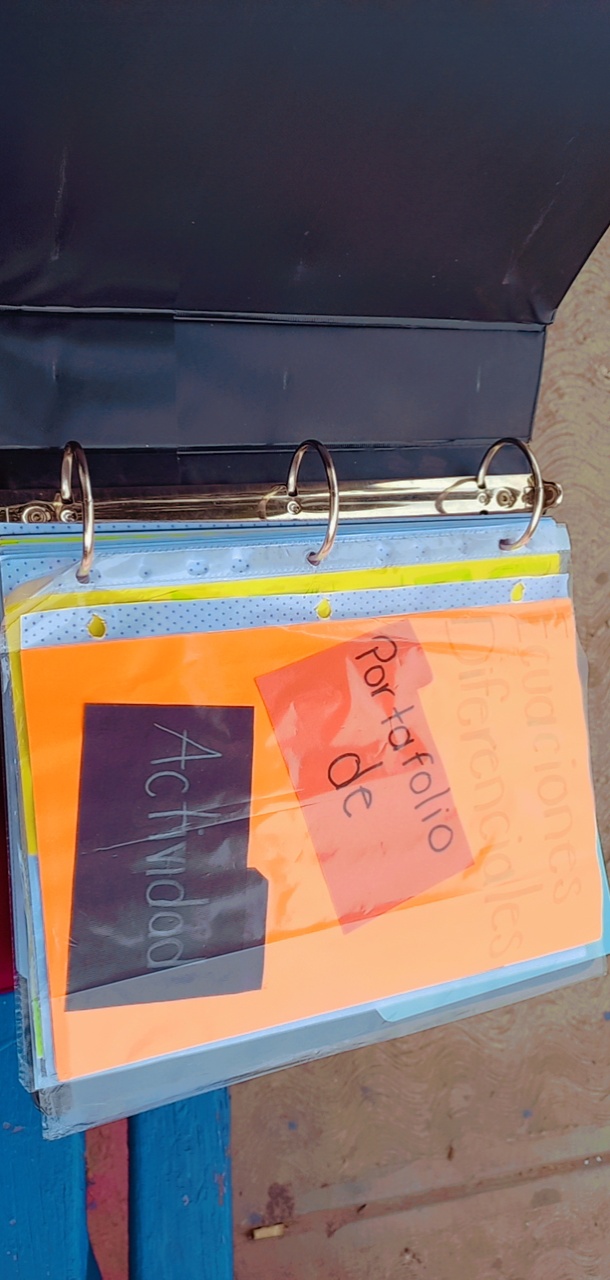 Ecuaciones
Diferenciales
Portafolio
de
Actividad